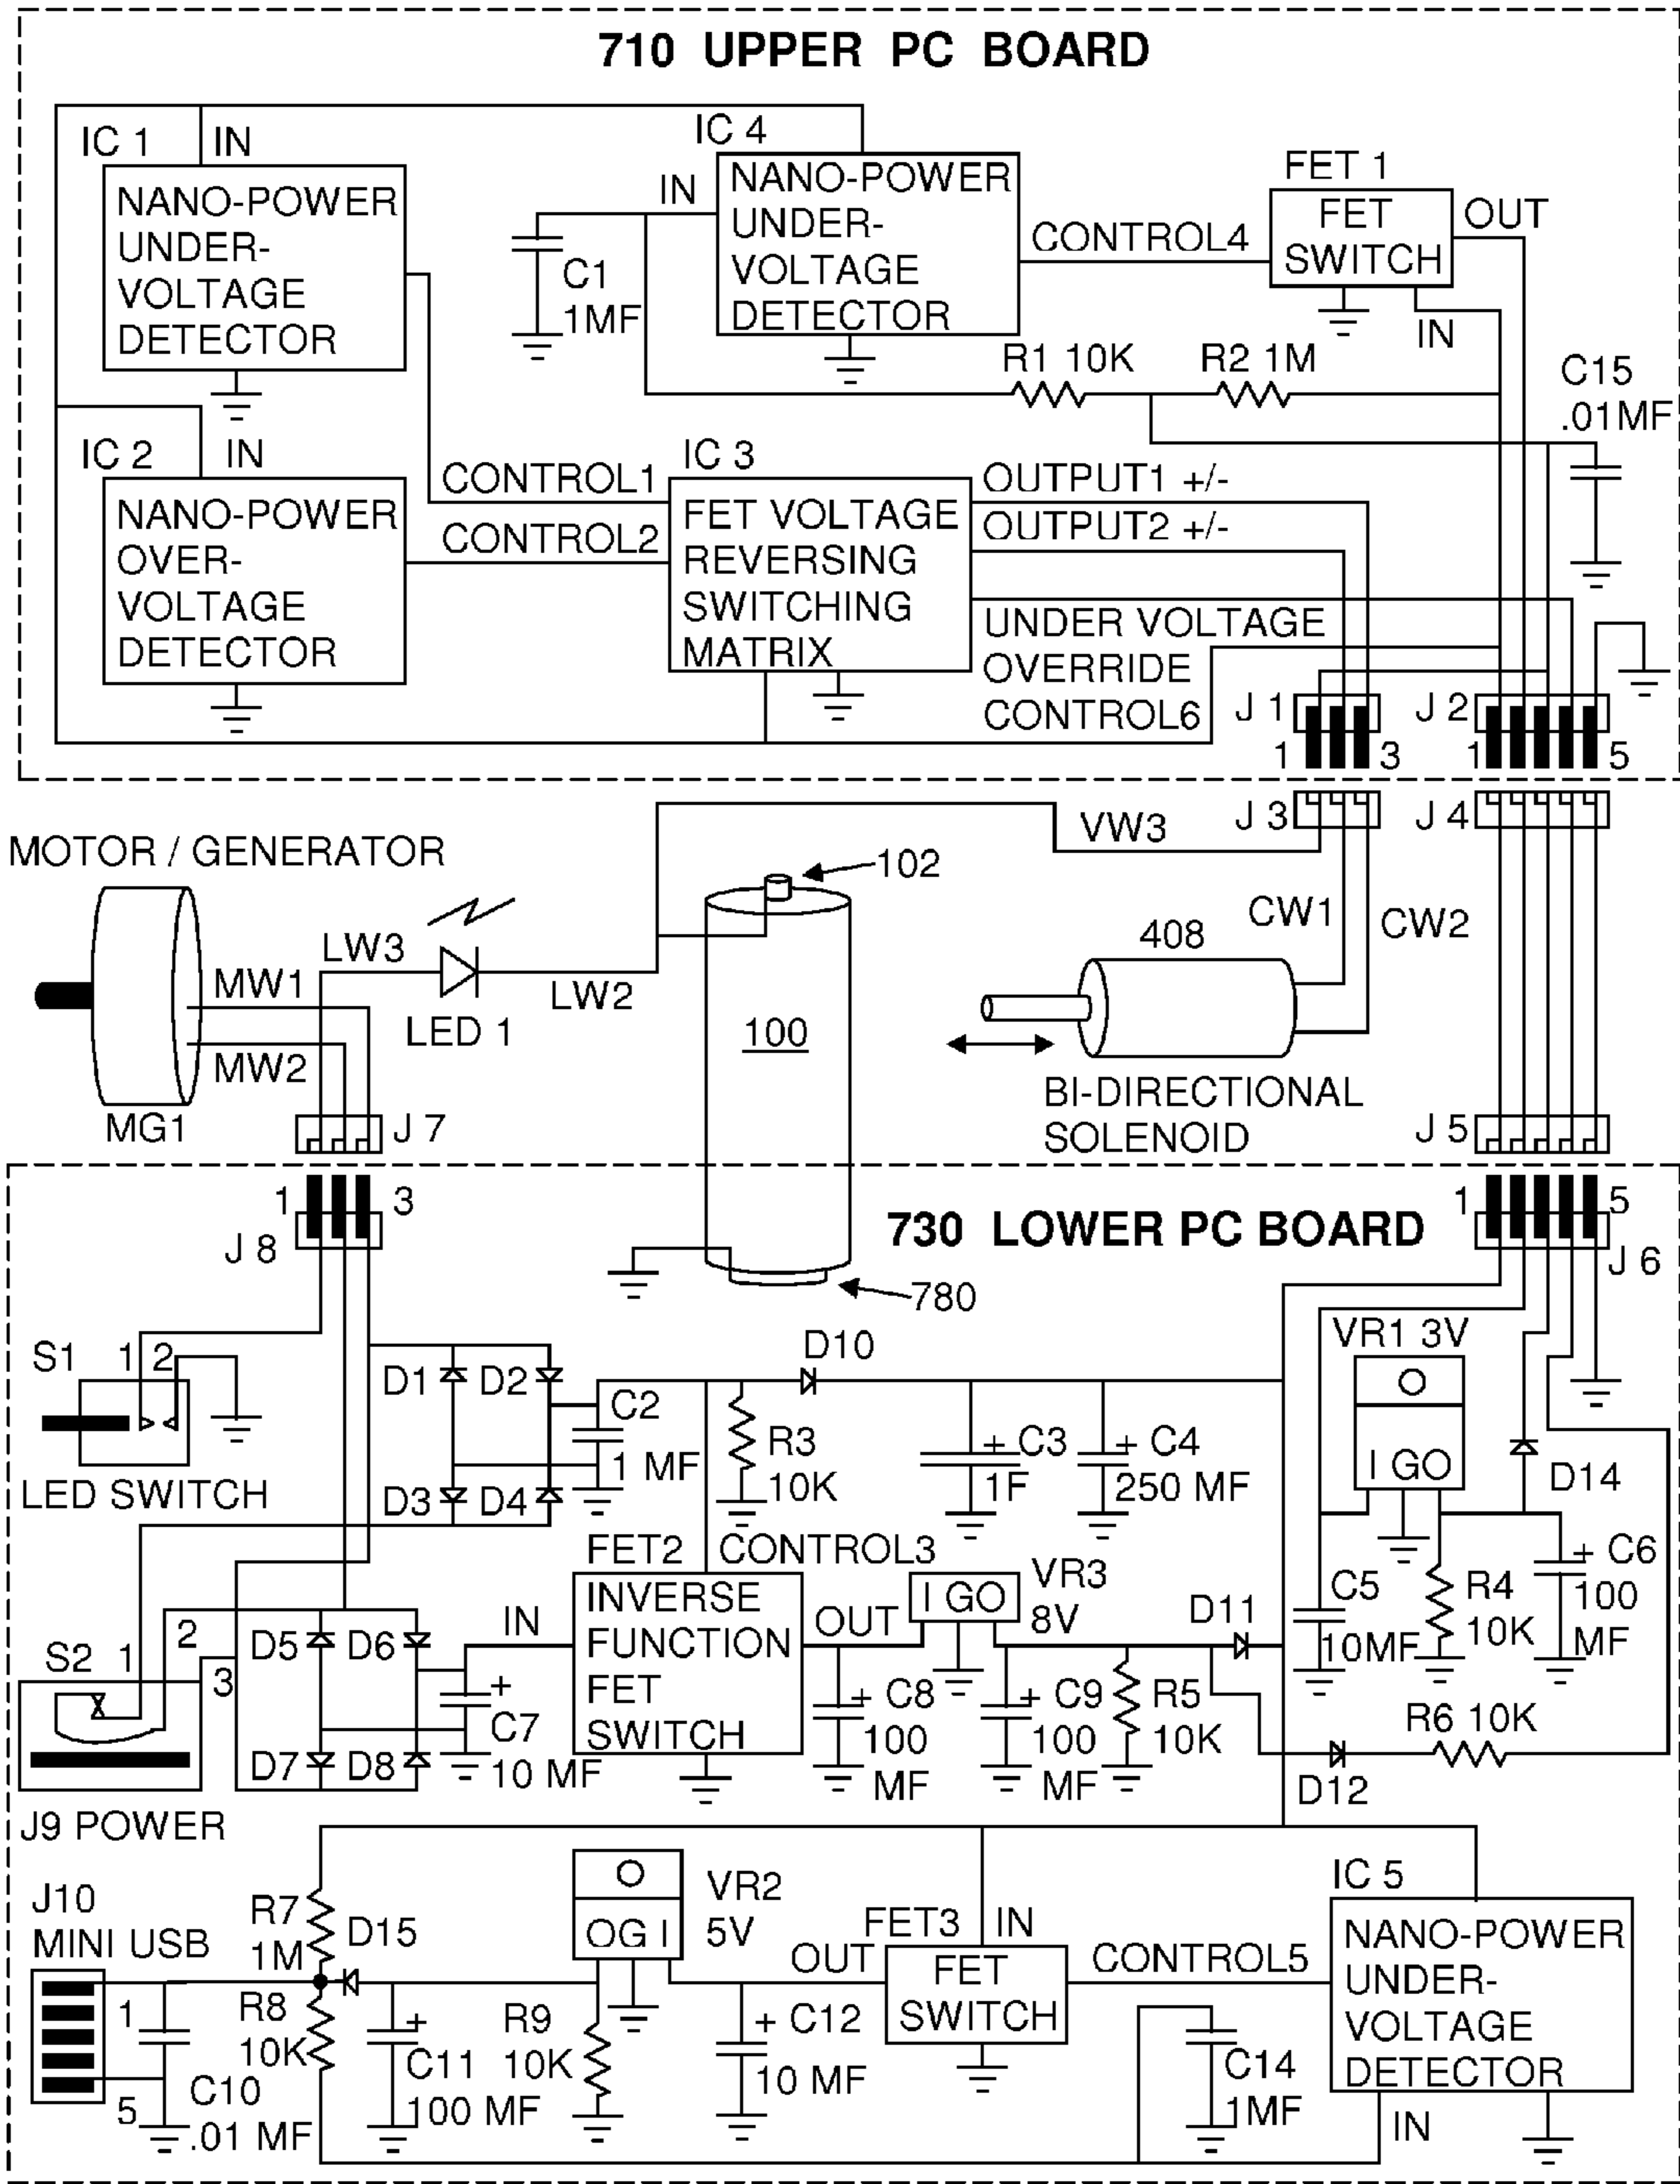 710 UPPER PC BOARD
IC 1
IN
NANO-POWER
UNDER-
VOLTAGE
DETECTOR
IC 4
IN
NANO-POWER
UNDER-
VOLTAGE
DETECTOR
C1
1MF
CONTROL4
FET 1
FET
SWITCH
OUT
IN
R1 10K
R2 1M
C15
.01MF
IC 2
IN
NANO-POWER
OVER-
VOLTAGE
DETECTOR
CONTROL1
CONTROL2
IC 3
FET VOLTAGE
REVERSING
SWITCHING
MATRIX
OUTPUT1 +/-
OUTPUT2 +/-
UNDER VOLTAGE
OVERRIDE
CONTROL6
J 1
1
3
J 2
1
5
J 3
J 4
VW3
MOTOR / GENERATOR
102
CW1
CW2
408
LW3
MW1
LW2
LED 1
MW2
100
MG1
J 7
BI-DIRECTIONAL
SOLENOID
J 5
1
3
J 8
730 LOWER PC BOARD
1
5
J 6
780
S1
1
2
LED SWITCH
D1
D2
D3
D4
C2
1 MF
D10
R3
10K
+ C3
1F
+ C4
250 MF
VR1 3V
O
I GO
D14
FET2
CONTROL3
INVERSE
FUNCTION
FET
SWITCH
IN
OUT
I GO
VR3
8V
D11
C5
10MF
R4
10K
+ C6
100
MF
S2
1
2
3
D5
D6
D7
D8
+
C7
10 MF
+ C8
100
MF
+ C9
100
MF
R5
10K
R6 10K
D12
J9 POWER
J10
MINI USB
1
5
R7
1M
D15
R8
10K
C10
.01 MF
+
C11
100 MF
R9
10K
O
OG I
VR2
5V
+ C12
10 MF
OUT
FET3
IN
FET
SWITCH
CONTROL5
C14
1MF
IC 5
NANO-POWER
UNDER-
VOLTAGE
DETECTOR
IN